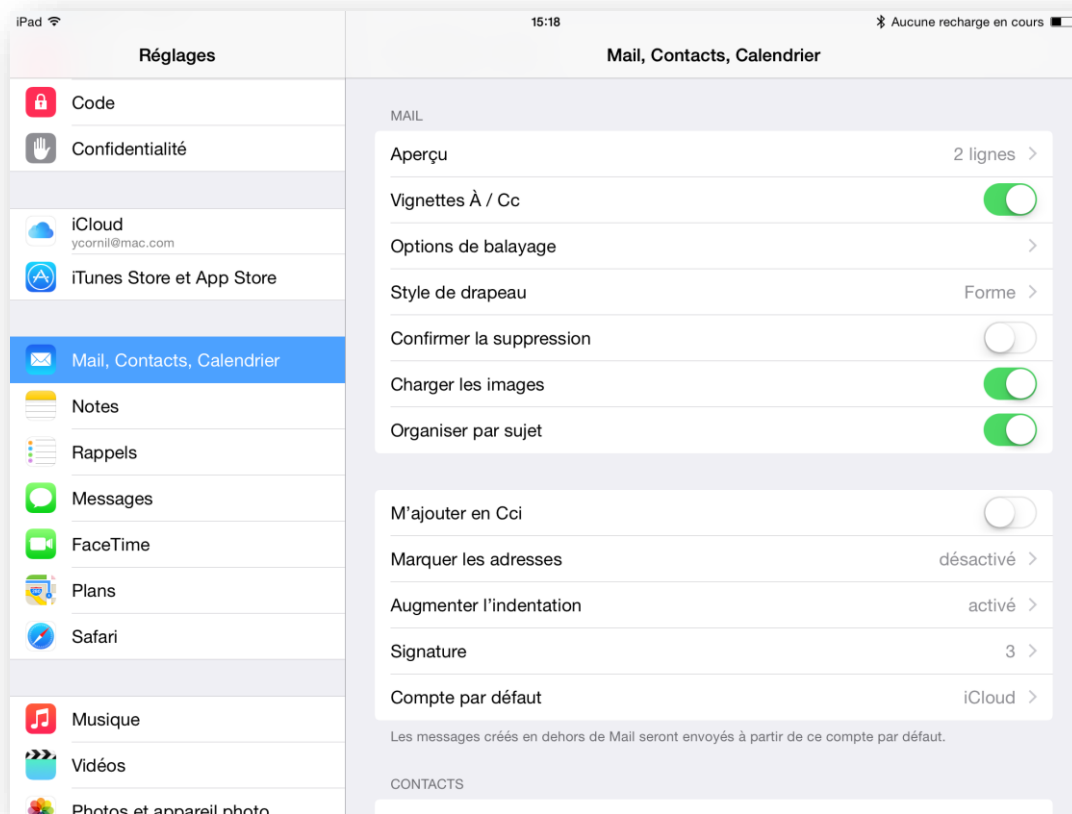 iPad
15:18
Aucune recharge en cours
Réglages
Code
Confidentialité
iCloud
ycornil@mac.com
iTunes Store et App Store
Mail, Contacts, Calendrier
Notes
Rappels
Messages
FaceTime
Plans
Safari
Musique
Vidéos
Photos et appareil photo
Mail, Contacts, Calendrier
MAIL
Aperçu 2 lignes
Vignettes À / Cc
Options de balayage
Style de drapeau Forme
Confirmer la suppression
Charger les images
Organiser par sujet
M’ajouter en Cci
Marquer les adresses désactivé
Augmenter l’indentation activé
Signature 3
Compte par défaut iCloud
Les messages créés en dehors de Mail seront envoyés à partir de ce compte par défaut.
CONTACTS